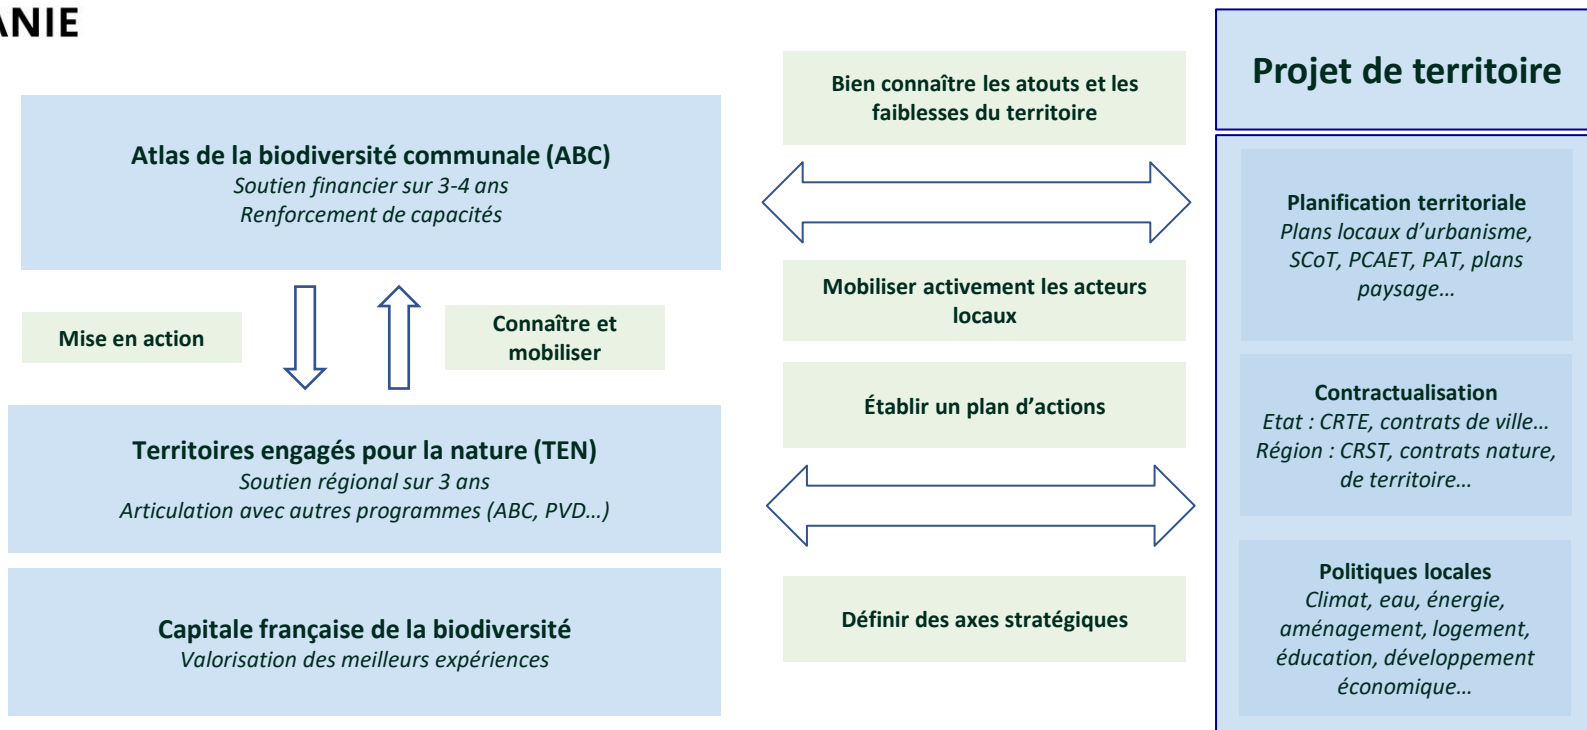 ANIE
Atlas de la biodiversité communale (ABC)
Soutien financier sur 3-4 ans
Renforcement de capacités
Mise en action
Connaître et
mobiliser
Territoires engagés pour la nature (TEN)
Soutien régional sur 3 ans
Articulation avec autres programmes (ABC, PVD…)
Capitale française de la biodiversité
Valorisation des meilleurs expériences
Bien connaître les atouts et les
faiblesses du territoire
Mobiliser activement les acteurs
locaux
Établir un plan d’actions
Définir des axes stratégiques
Projet de territoire
Planification territoriale
Plans locaux d’urbanisme,
SCoT, PCAET, PAT, plans
paysage…
Contractualisation
Etat : CRTE, contrats de ville…
Région : CRST, contrats nature,
de territoire…
Politiques locales
Climat, eau, énergie,
aménagement, logement,
éducation, développement
économique…